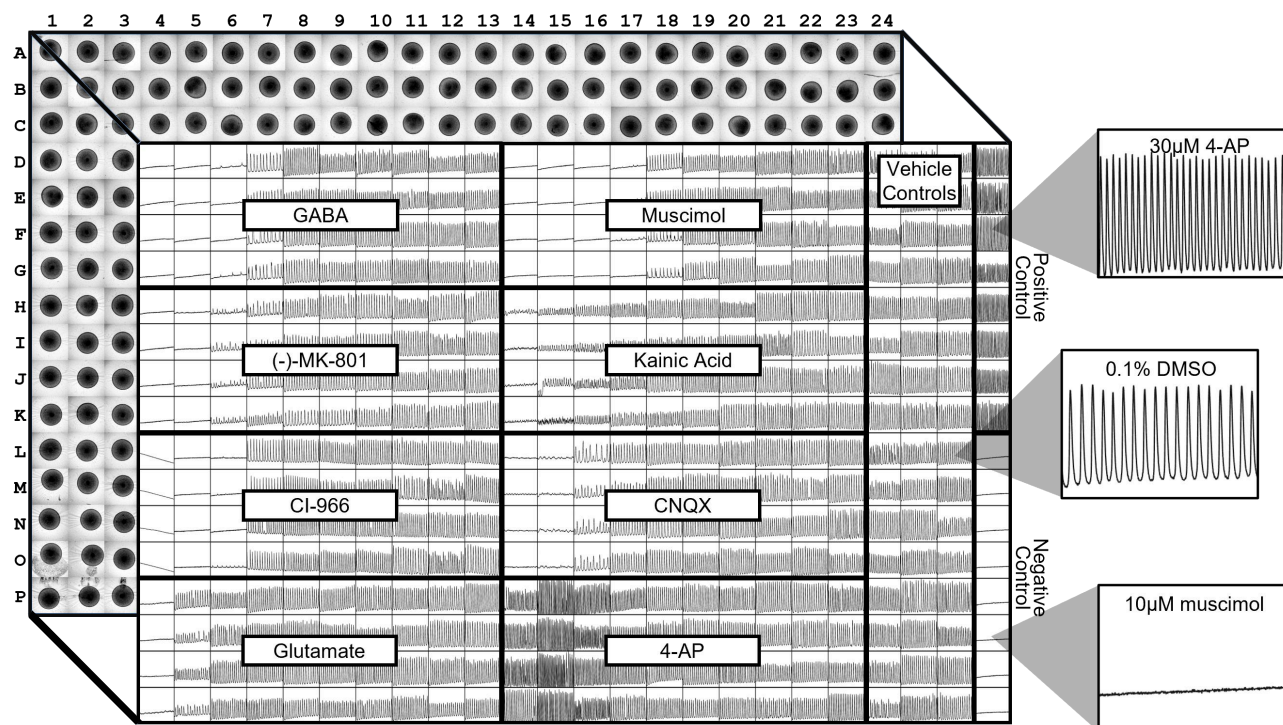 1 2 3 4 5 6 7 8 9 10 11 12 13 14 15 16 17 18 19 20 21 22 23 24
A
B
C
D
E
F
G
H
I
J
K
L
M
N
O
P
GABA
Muscimol
Vehicle
Controls
(-)-MK-801
Kainic Acid
CI-966
CNQX
Glutamate
4-AP
Positive
Control
Negative
Control
30µM 4-AP
0.1% DMSO
10µM muscimol